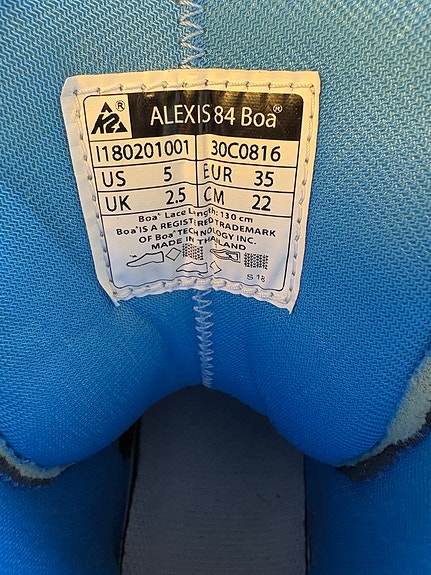 K2® ALEXIS 84 Boa®
I180201001 30C0816
US 5 EUR 35
UK 2.5 CM 22
Boa® Lace Length: 130 cm
Boa® IS A REGISTERED TRADEMARK
OF Boa® TECHNOLOGY INC.
MADE IN THAILAND
S 18